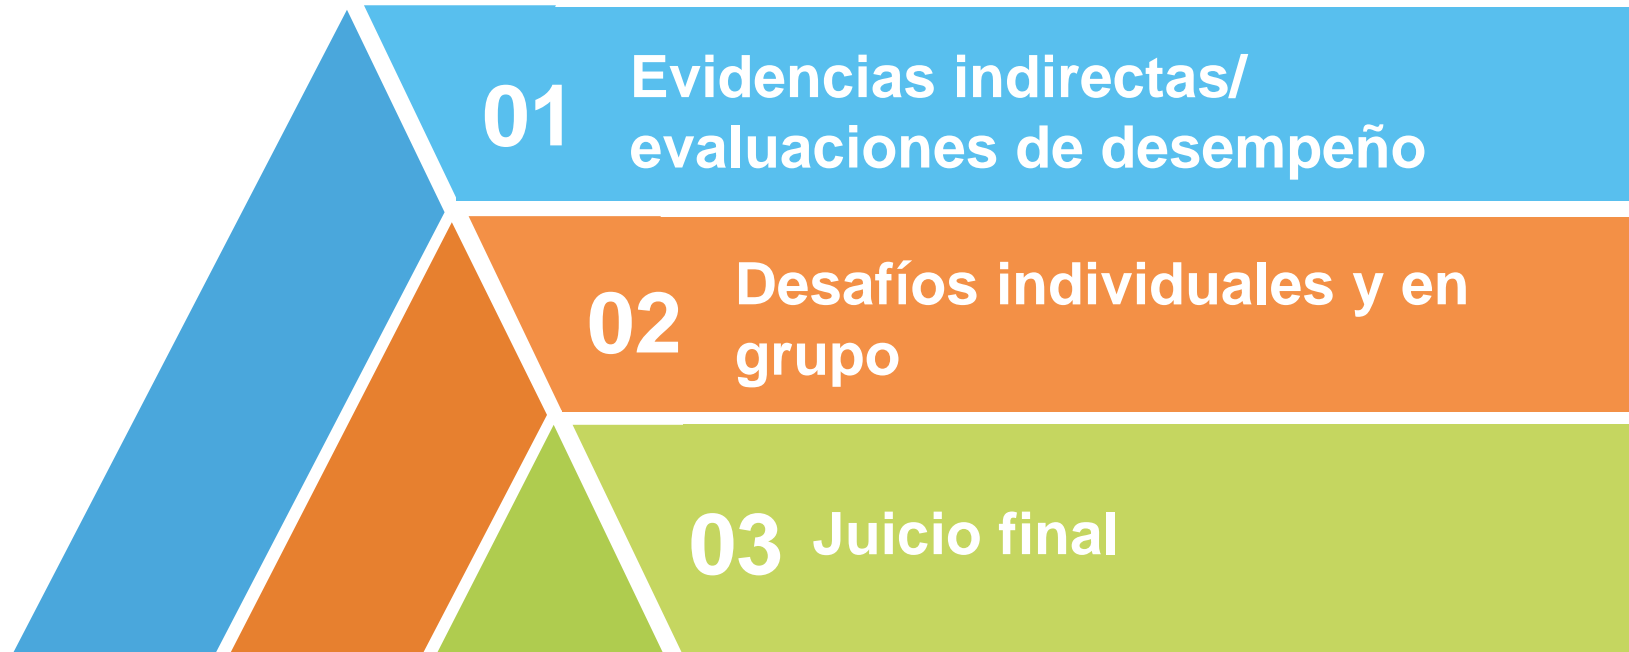 01
Evidencias indirectas/
evaluaciones de desempeño
02
Desafíos individuales y en
grupo
03
Juicio final